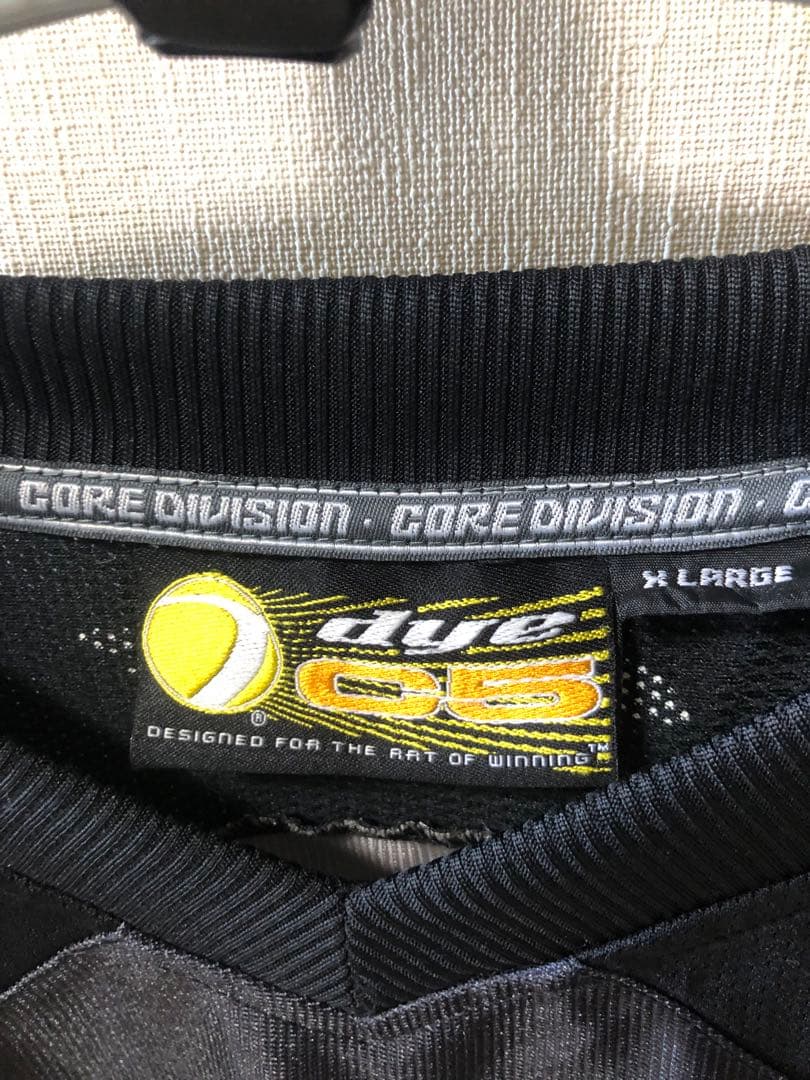 CORE DIVISION · CORE DIVISION ·
X LARGE
dye
C5
®
DESIGNED FOR THE ART OF WINNING™